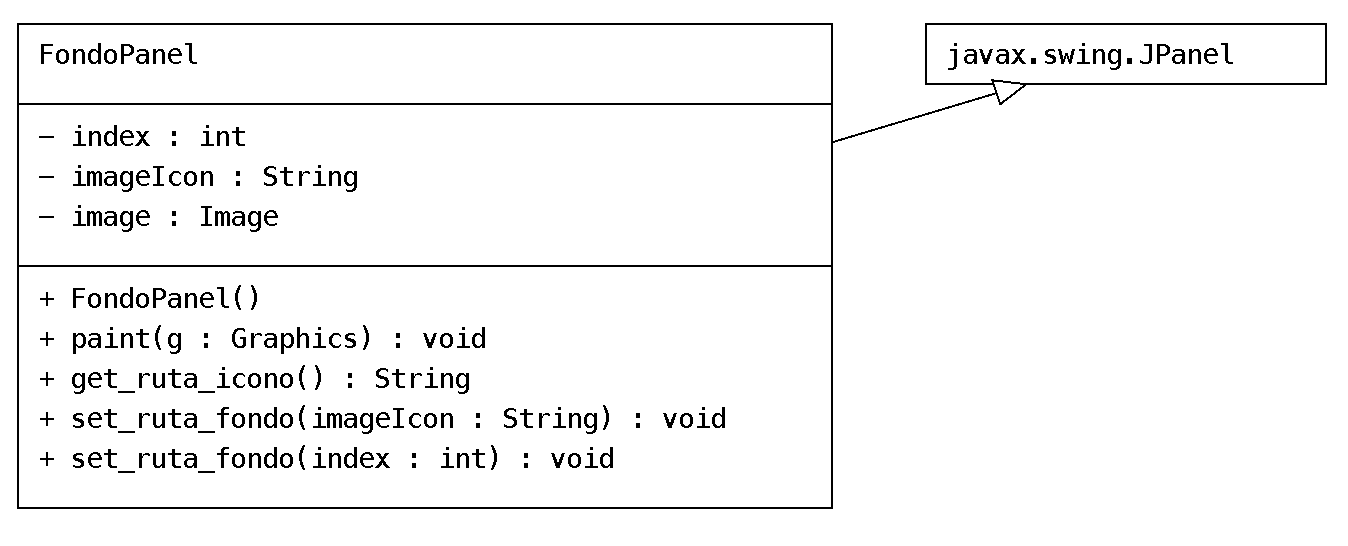 FondoPanel
– index : int
– imageIcon : String
– image : Image
+ FondoPanel()
+ paint(g : Graphics) : void
+ get_ruta_icono() : String
+ set_ruta_fondo(imageIcon : String) : void
+ set_ruta_fondo(index : int) : void
javax.swing.JPanel